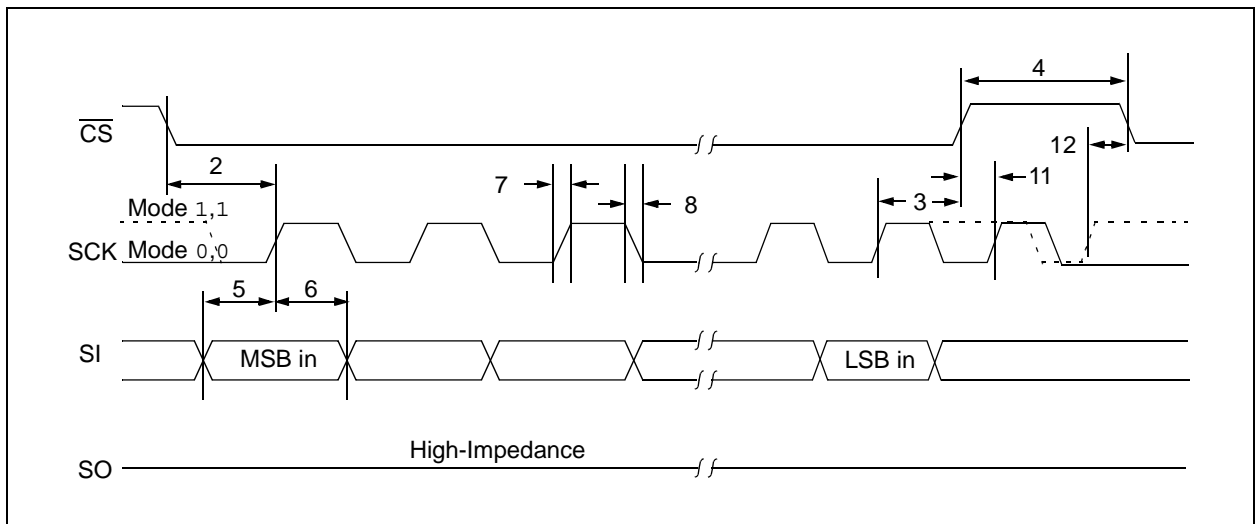 4
CS
12
2
7
8
3
11
Mode 1,1
SCK Mode 0,0
5
6
SI
MSB in
LSB in
High-Impedance
SO